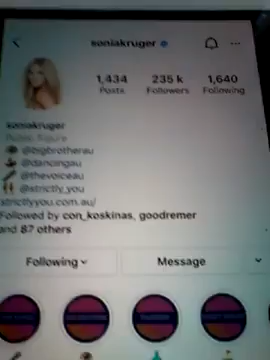 soniakruger
1,434 235 k 1,640
Posts Followers Following
soniakruger
Public figure
@bigbrotherau
@dancingau
@thevoiceau
@strictly_you
strictlyyou.com.au/
Followed by con_koskinas, goodremer
and 87 others
Following Message